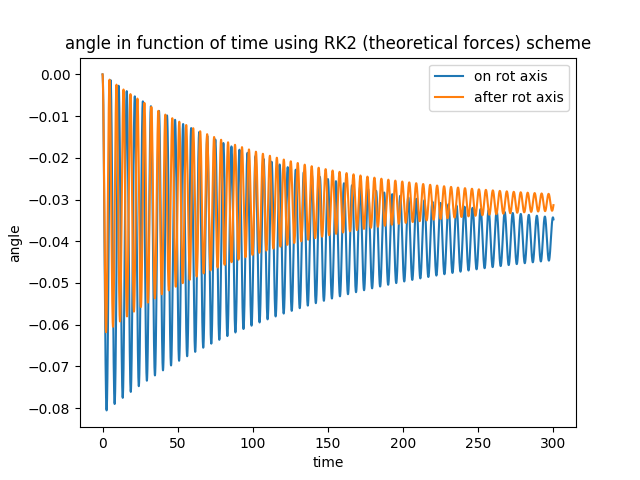 angle in function of time using RK2 (theoretical forces) scheme
on rot axis
after rot axis
0.00
−0.01
−0.02
−0.03
−0.04
−0.05
−0.06
−0.07
−0.08
angle
0 50 100 150 200 250 300
time